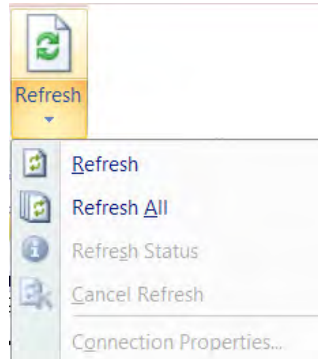 Refresh
Refresh
Refresh All
Refresh Status
Cancel Refresh
Connection Properties...